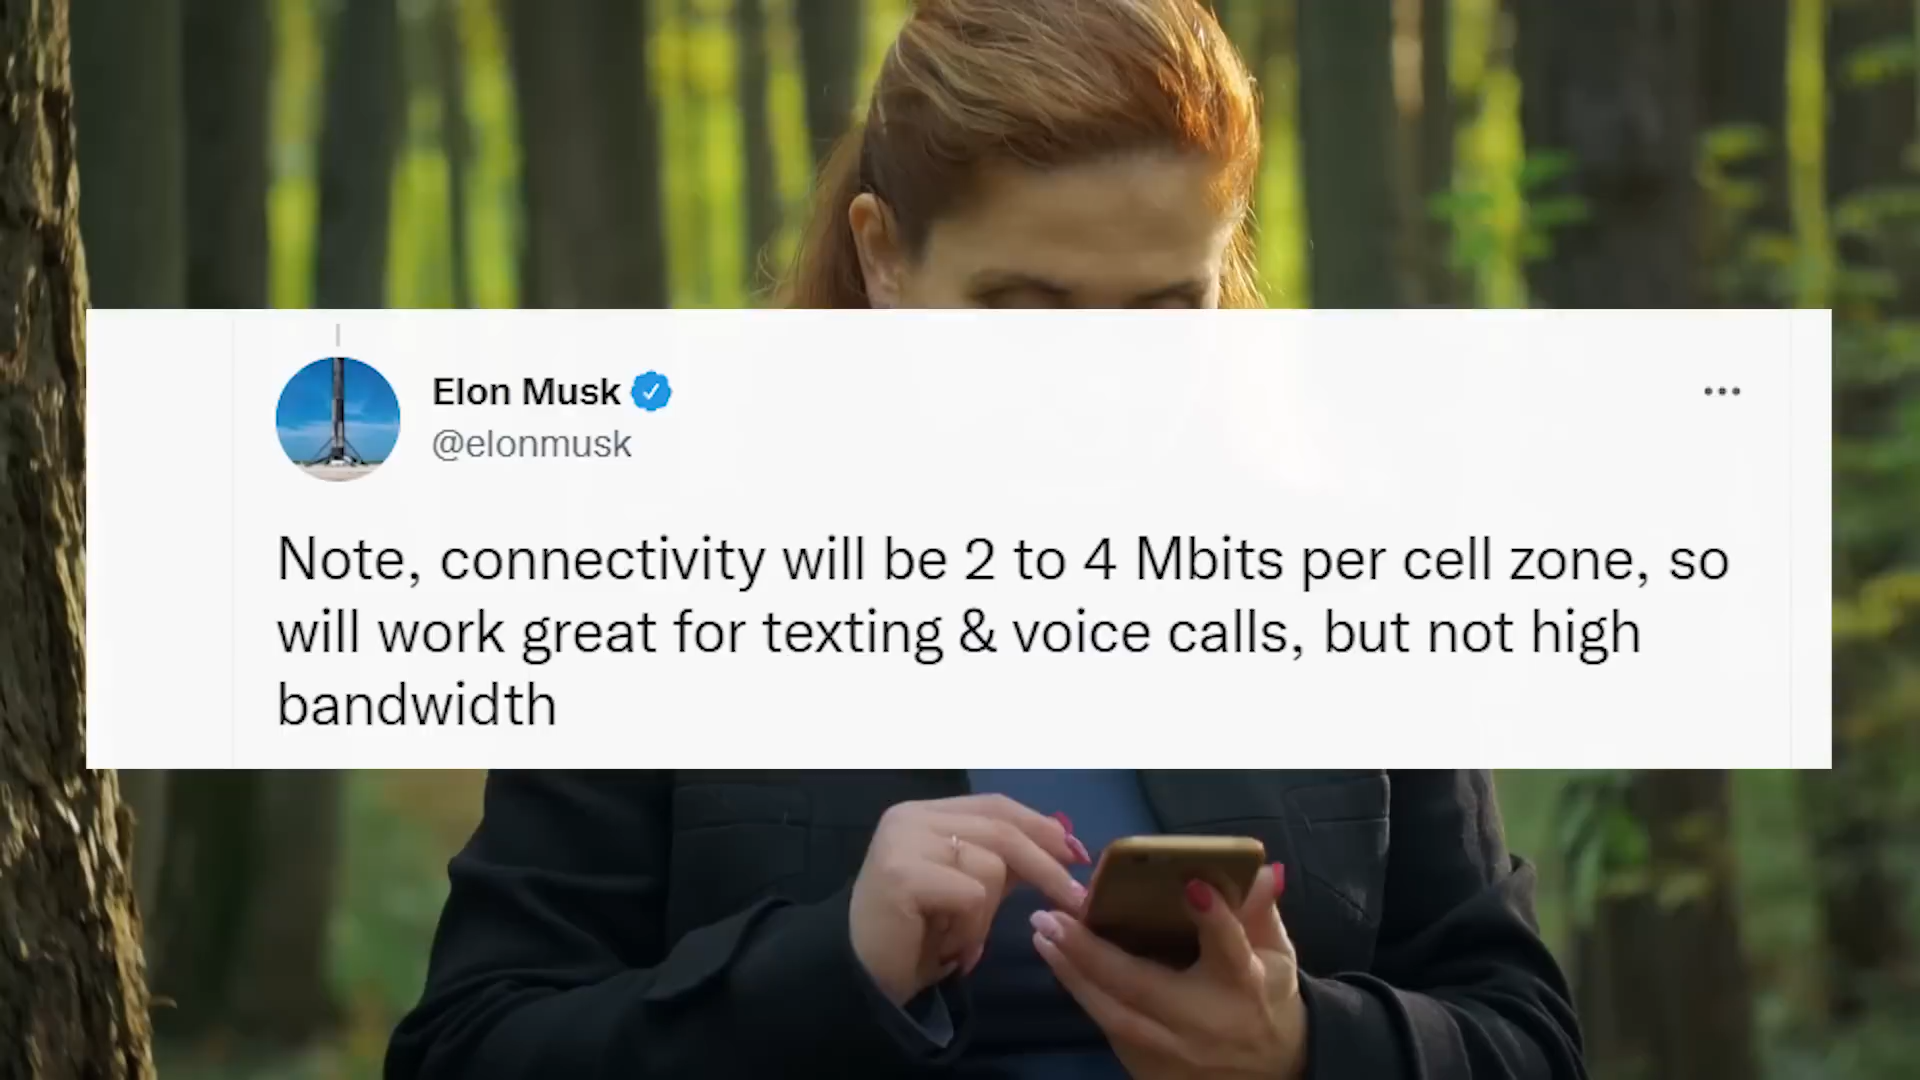 Elon Musk
@elonmusk
Note, connectivity will be 2 to 4 Mbits per cell zone, so
will work great for texting & voice calls, but not high
bandwidth